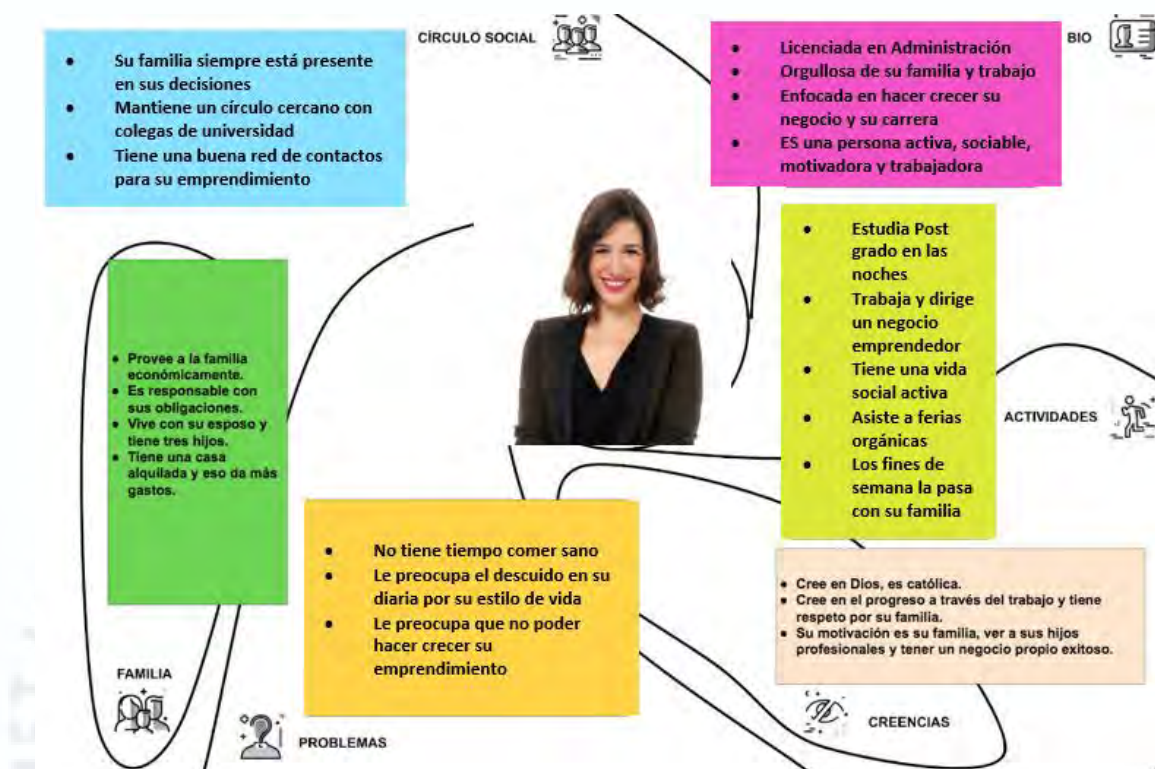 CÍRCULO SOCIAL
• Su familia siempre está presente
en sus decisiones
• Mantiene un círculo cercano con
colegas de universidad
• Tiene una buena red de contactos
para su emprendimiento
BIO
• Licenciada en Administración
• Orgullosa de su familia y trabajo
• Enfocada en hacer crecer su
negocio y su carrera
• ES una persona activa, sociable,
motivadora y trabajadora
• Estudia Post
grado en las
noches
• Trabaja y dirige
un negocio
emprendedor
• Tiene una vida
social activa
• Asiste a ferias
orgánicas
• Los fines de
semana la pasa
con su familia
ACTIVIDADES
• Provee a la familia
económicamente.
• Es responsable con
sus obligaciones.
• Vive con su esposo y
tiene tres hijos.
• Tiene una casa
alquilada y eso da más
gastos.
FAMILIA
• No tiene tiempo comer sano
• Le preocupa el descuido en su
diaria por su estilo de vida
• Le preocupa que no poder
hacer crecer su
emprendimiento
PROBLEMAS
• Cree en Dios, es católica.
• Cree en el progreso a través del trabajo y tiene
respeto por su familia.
• Su motivación es su familia, ver a sus hijos
profesionales y tener un negocio propio exitoso.
CREENCIAS